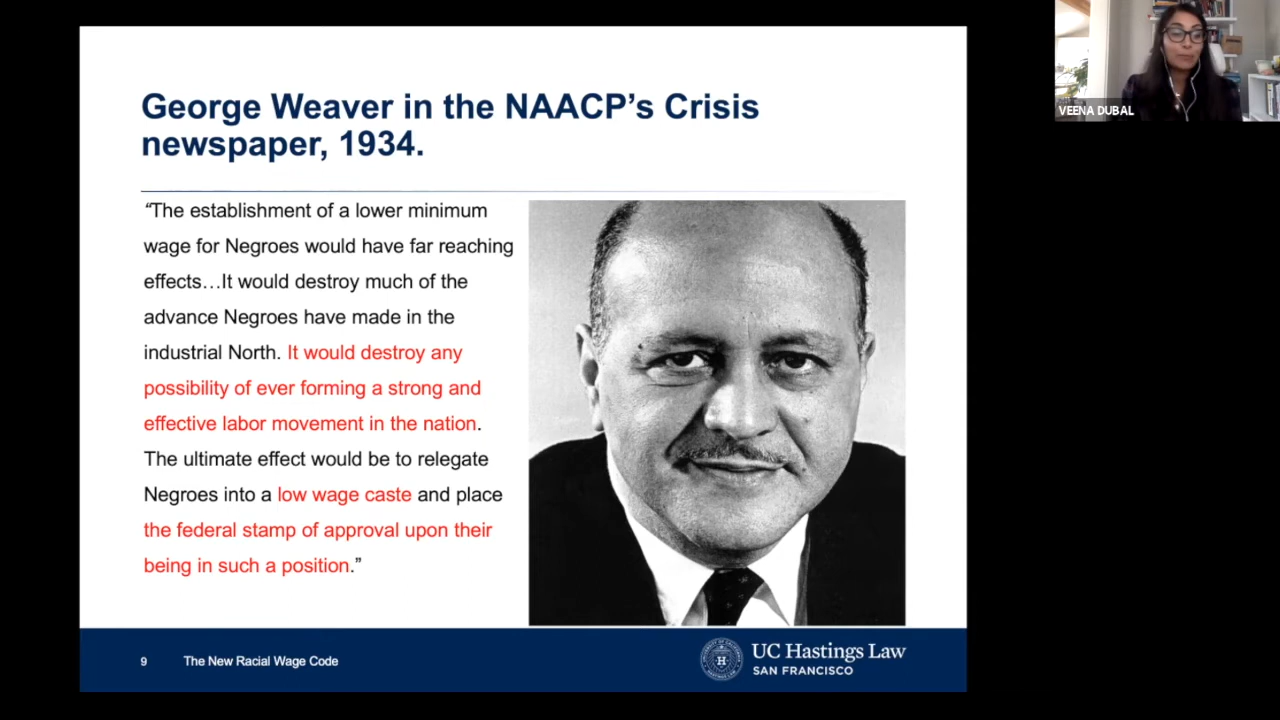 George Weaver in the NAACP’s Crisis
newspaper, 1934.
“The establishment of a lower minimum
wage for Negroes would have far reaching
effects…It would destroy much of the
advance Negroes have made in the
industrial North. It would destroy any
possibility of ever forming a strong and
effective labor movement in the nation.
The ultimate effect would be to relegate
Negroes into a low wage caste and place
the federal stamp of approval upon their
being in such a position.”
9
The New Racial Wage Code
UC Hastings Law
SAN FRANCISCO
VEENA DUBAL